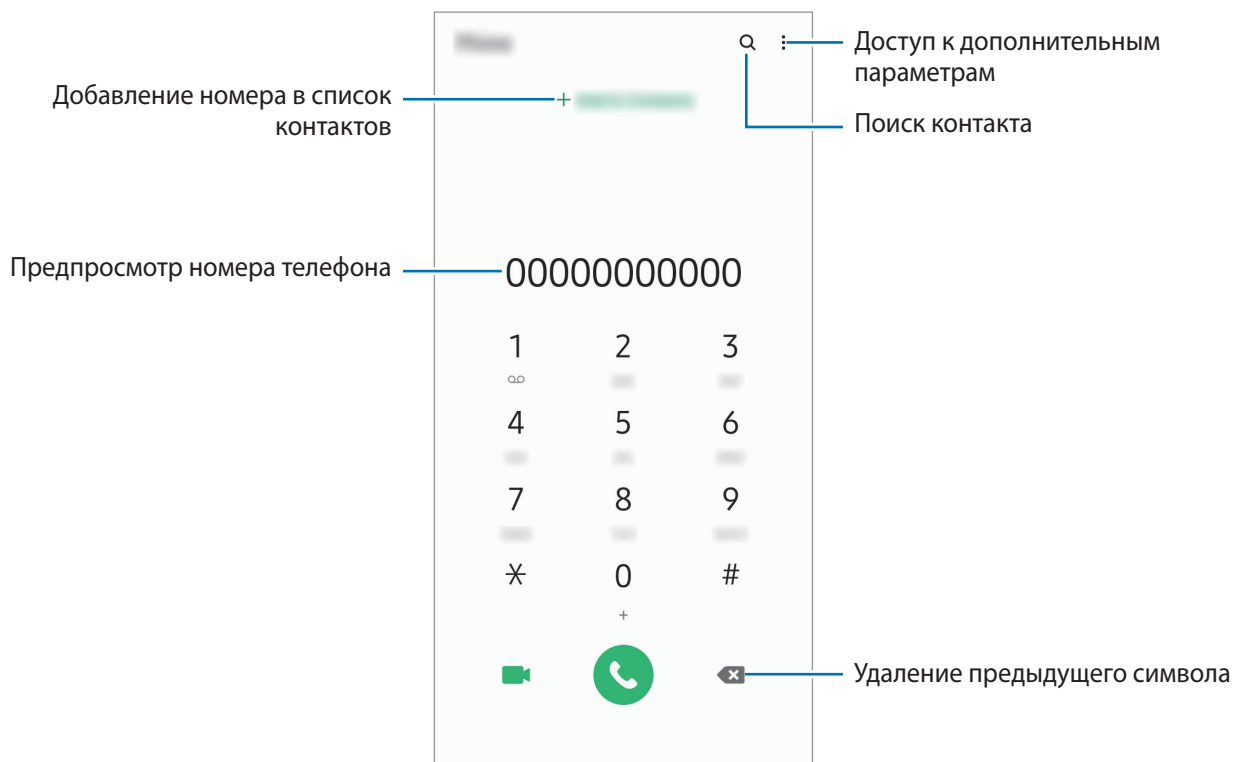 Доступ к дополнительным
параметрам
Добавление номера в список
контактов
+
Поиск контакта
Предпросмотр номера телефона
00000000000
1 2 3
4 5 6
7 8 9
* 0 #
+
Удаление предыдущего символа